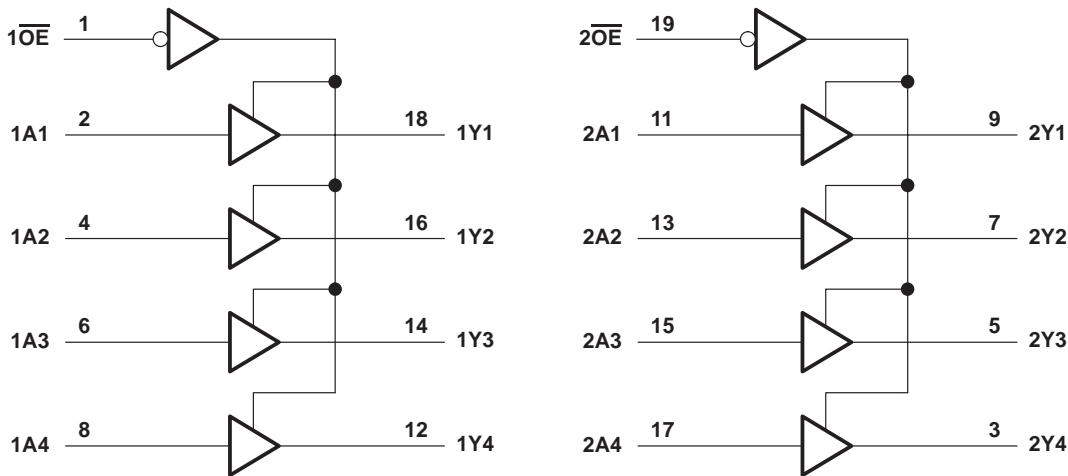 1OE 1
1A1 2 18 1Y1
1A2 4 16 1Y2
1A3 6 14 1Y3
1A4 8 12 1Y4
2OE 19
2A1 11 9 2Y1
2A2 13 7 2Y2
2A3 15 5 2Y3
2A4 17 3 2Y4